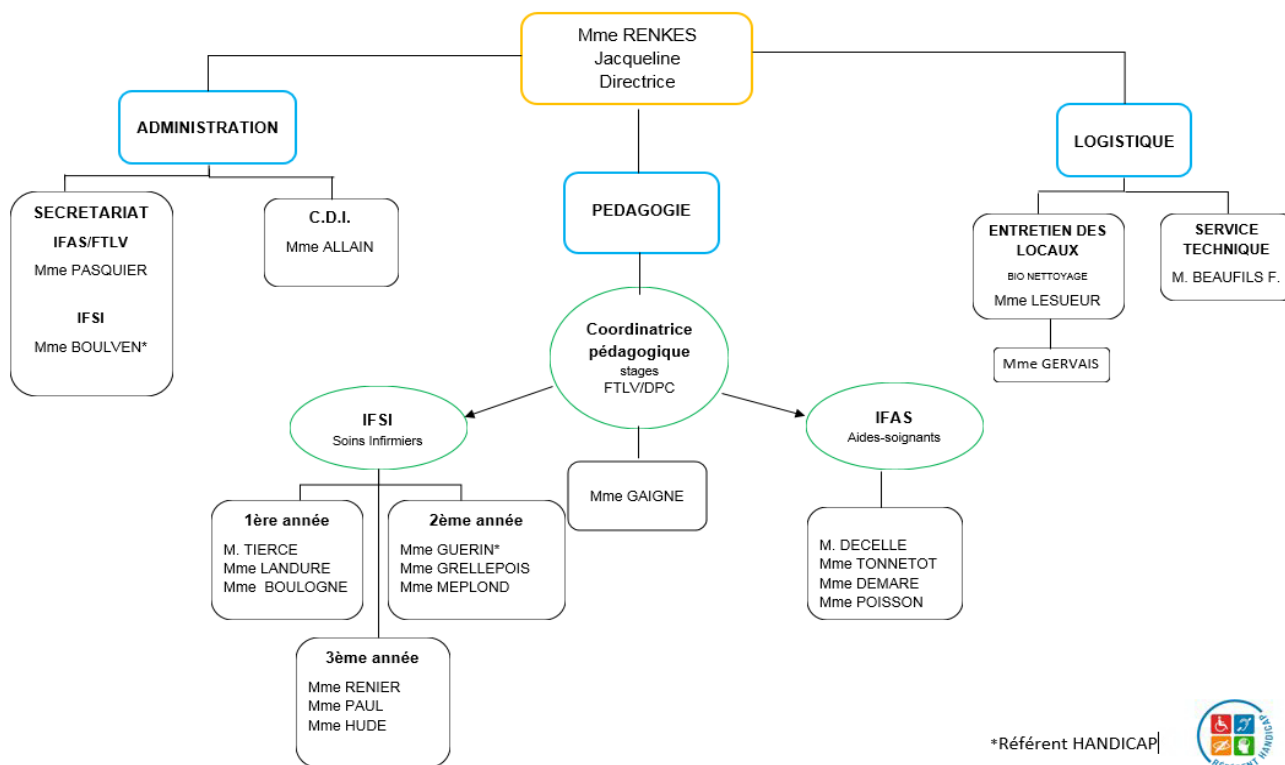 Mme RENKES
Jacqueline
Directrice
ADMINISTRATION
SECRETARIAT
IFAS/FTLV
Mme PASQUIER
IFSI
Mme BOULVEN*
C.D.I.
Mme ALLAIN
PEDAGOGIE
LOGISTIQUE
ENTRETIEN DES
LOCAUX
BIO NETTOYAGE
Mme LESUEUR
Mme GERVAIS
SERVICE
TECHNIQUE
M. BEAUFILS F.
Coordinatrice
pédagogique
stages
FTLV/DPC
Mme GAIGNE
IFSI
Soins Infirmiers
1ère année
M. TIERCE
Mme LANDURE
Mme  BOULOGNE
2ème année
Mme GUERIN*
Mme GRELLEPOIS
Mme MEPLOND
3ème année
Mme RENIER
Mme PAUL
Mme HUDE
IFAS
Aides-soignants
M. DECELLE
Mme TONNETOT
Mme DEMARE
Mme POISSON
*Référent HANDICAP
RÉFÉRENT HANDICAP